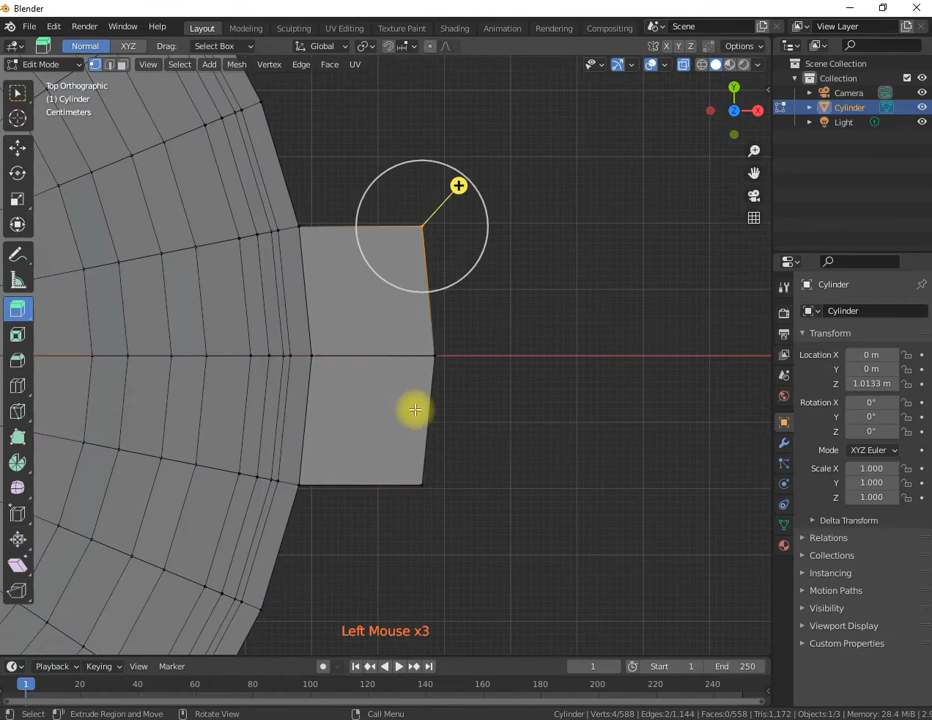 Blender
File Edit Render Window Help Layout Modeling Sculpting UV Editing Texture Paint Shading Animation Rendering Compositing Scene View Layer
Normal XYZ Drag: Select Box Global X Y Z Options
Edit Mode View Select Add Mesh Vertex Edge Face UV
Top Orthographic
(1) Cylinder
Centimeters
Y
X
Z
Left Mouse x3
Scene Collection
Collection
Camera
Cylinder
Light
Cylinder
Cylinder
Transform
Location X 0 m
Y 0 m
Z 1.0133 m
Rotation X 0°
Y 0°
Z 0°
Mode XYZ Euler
Scale X 1.000
Y 1.000
Z 1.000
Delta Transform
Relations
Collections
Instancing
Motion Paths
Visibility
Viewport Display
Custom Properties
Playback Keying View Marker 1 Start 1 End 250
1 20 40 60 80 100 120 140 160 180 200 220 240
Select Extrude Region and Move Rotate View Call Menu Cylinder | Verts:4/588 | Edges:2/1,144 | Faces:0/558 | Tris:1,172 | Objects:1/3 | Memory: 28.4 MiB | 2.9